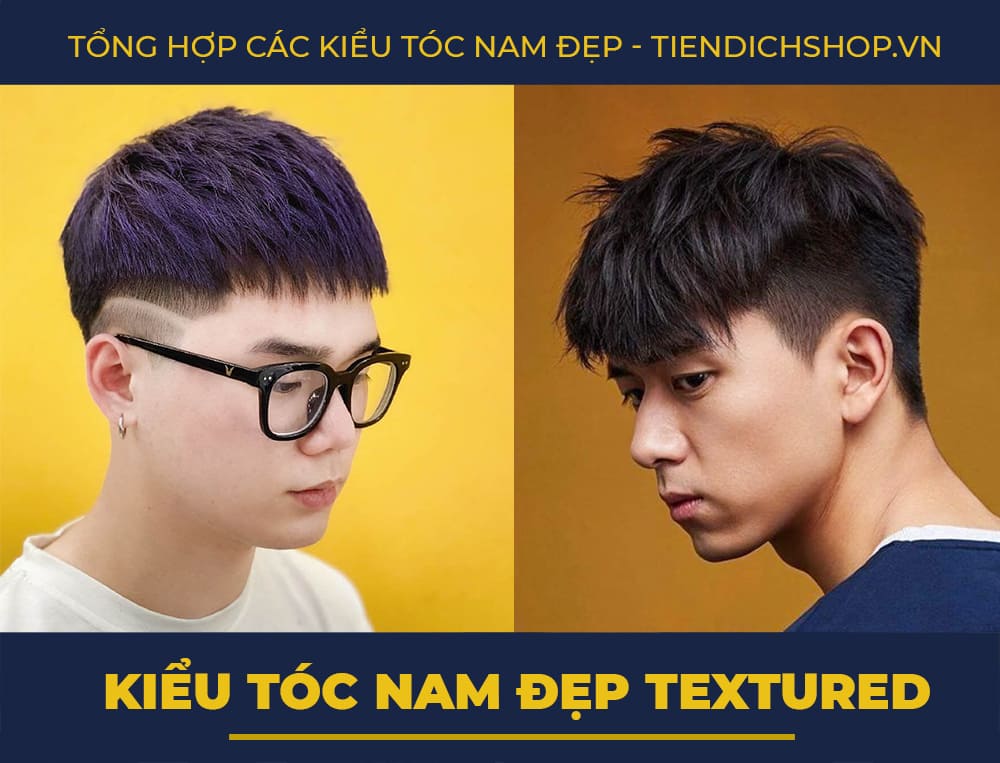 TỔNG HỢP CÁC KIỂU TÓC NAM ĐẸP - TIENDICHSHOP.VN
KIỂU TÓC NAM ĐẸP TEXTURED